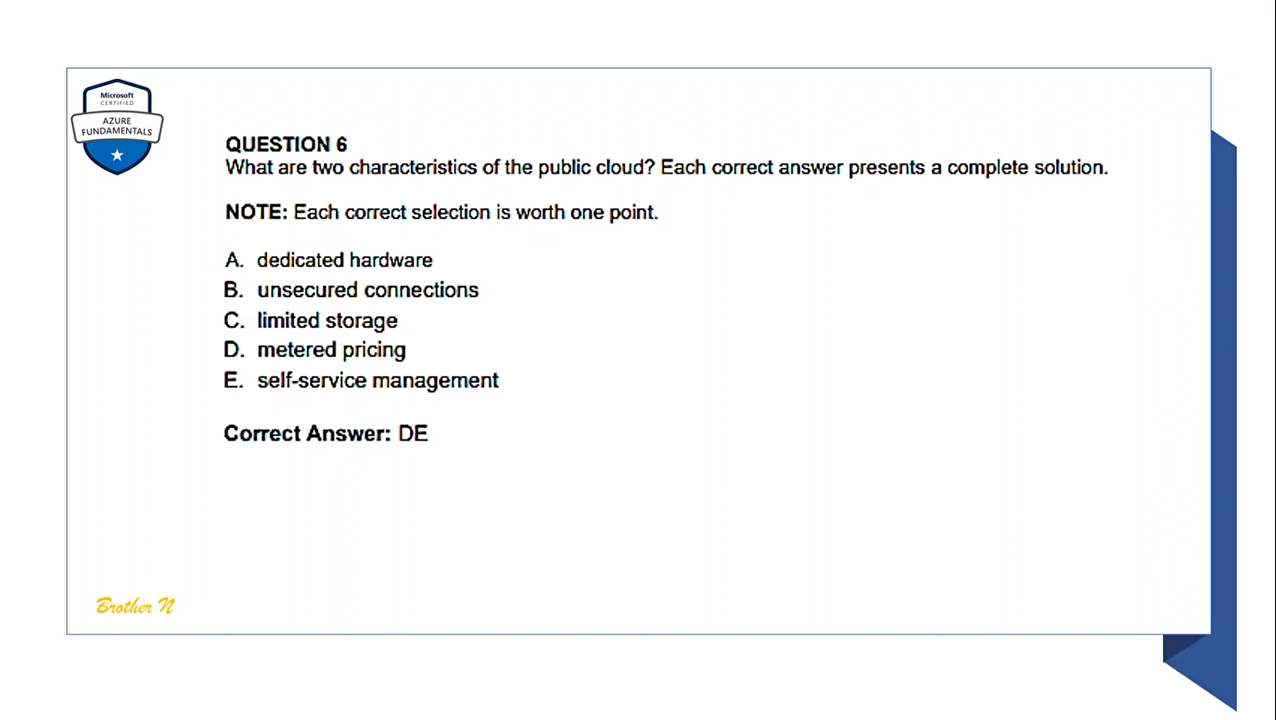 Microsoft
CERTIFIED
AZURE
FUNDAMENTALS
QUESTION 6
What are two characteristics of the public cloud? Each correct answer presents a complete solution.
NOTE: Each correct selection is worth one point.
A. dedicated hardware
B. unsecured connections
C. limited storage
D. metered pricing
E. self-service management
Correct Answer: DE
Brother N